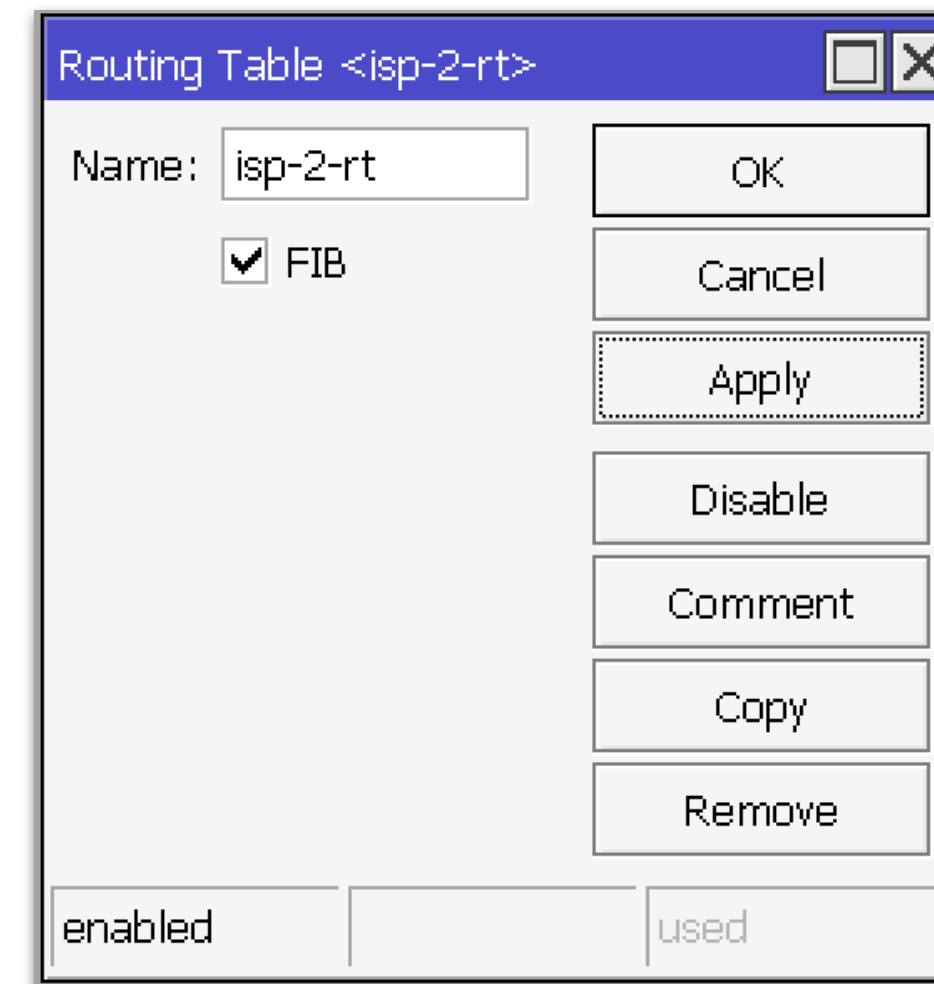 Routing Table <isp-2-rt>
Name: isp-2-rt
FIB
OK
Cancel
Apply
Disable
Comment
Copy
Remove
enabled
used